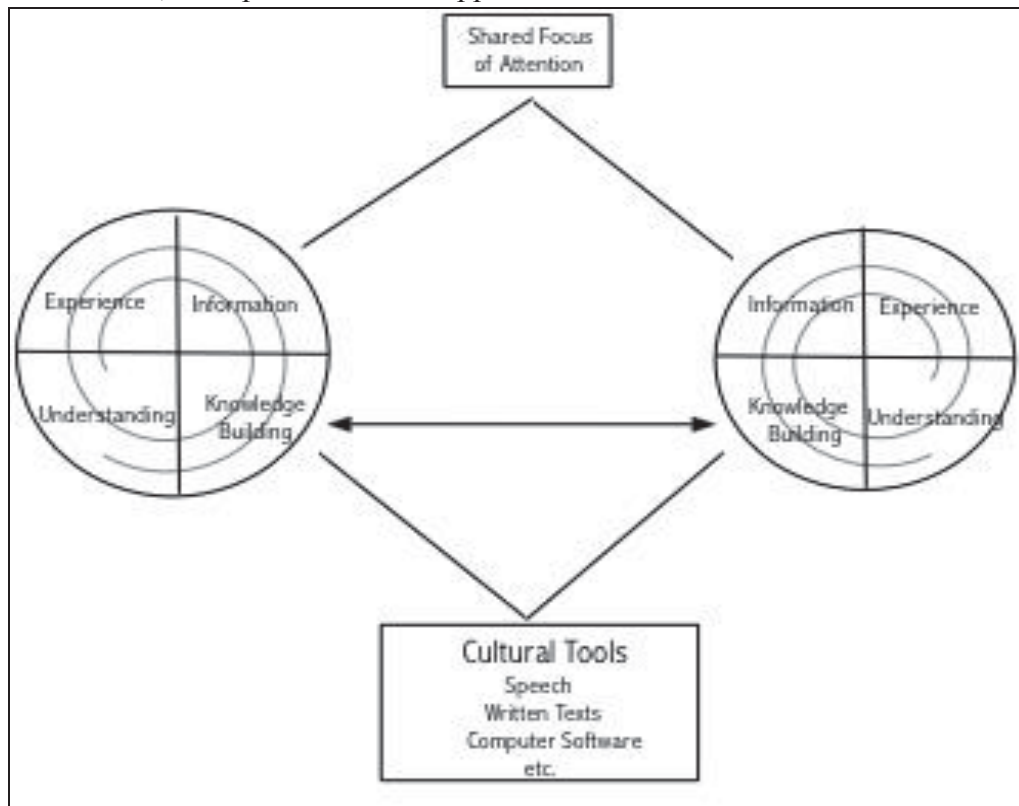 Shared Focus
of Attention
Experience
Information
Understanding
Knowledge
Building
Information
Experience
Knowledge
Building
Understanding
Cultural Tools
Speech
Written Texts
Computer Software
etc.